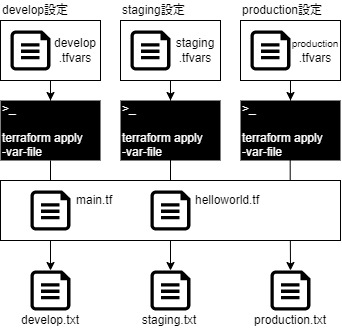 develop設定
staging設定
production設定
develop
.tfvars
staging
.tfvars
production
.tfvars
>_
terraform apply
-var-file
>_
terraform apply
-var-file
>_
terraform apply
-var-file
main.tf
helloworld.tf
develop.txt
staging.txt
production.txt